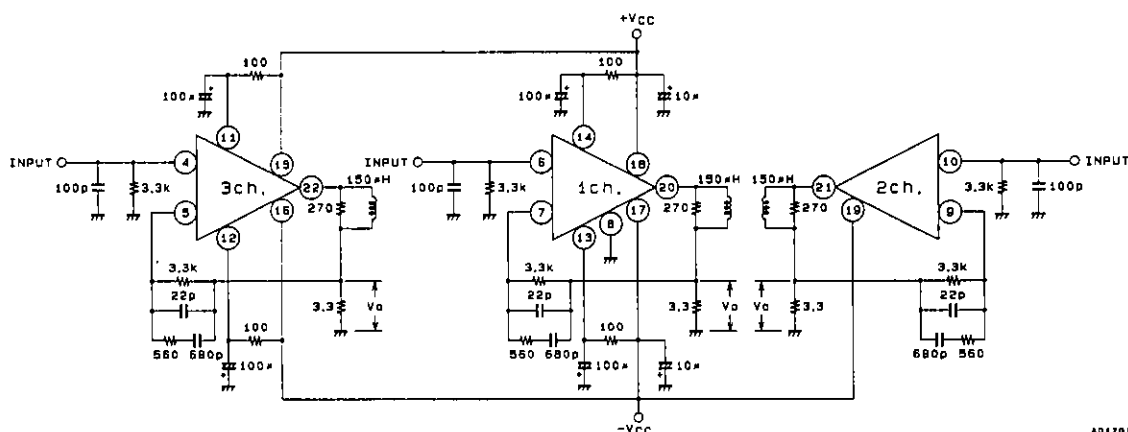 +VCC
100
100
100μ
+
100μ
+
+
10μ
11
14
INPUT
4
15
INPUT
6
18
10
INPUT
150μH
150μH
150μH
100p
3.3k
3ch.
22
100p
3.3k
1ch.
20
21
2ch.
3.3k
100p
5
16
270
7
17
270
270
19
9
12
13
8
3.3k
3.3k
3.3k
22p
3.3
Vo
22p
3.3
Vo
Vo
3.3
22p
560
680p
100
560
680p
100
680p
560
+
100μ
+
100μ
+
10μ
-VCC